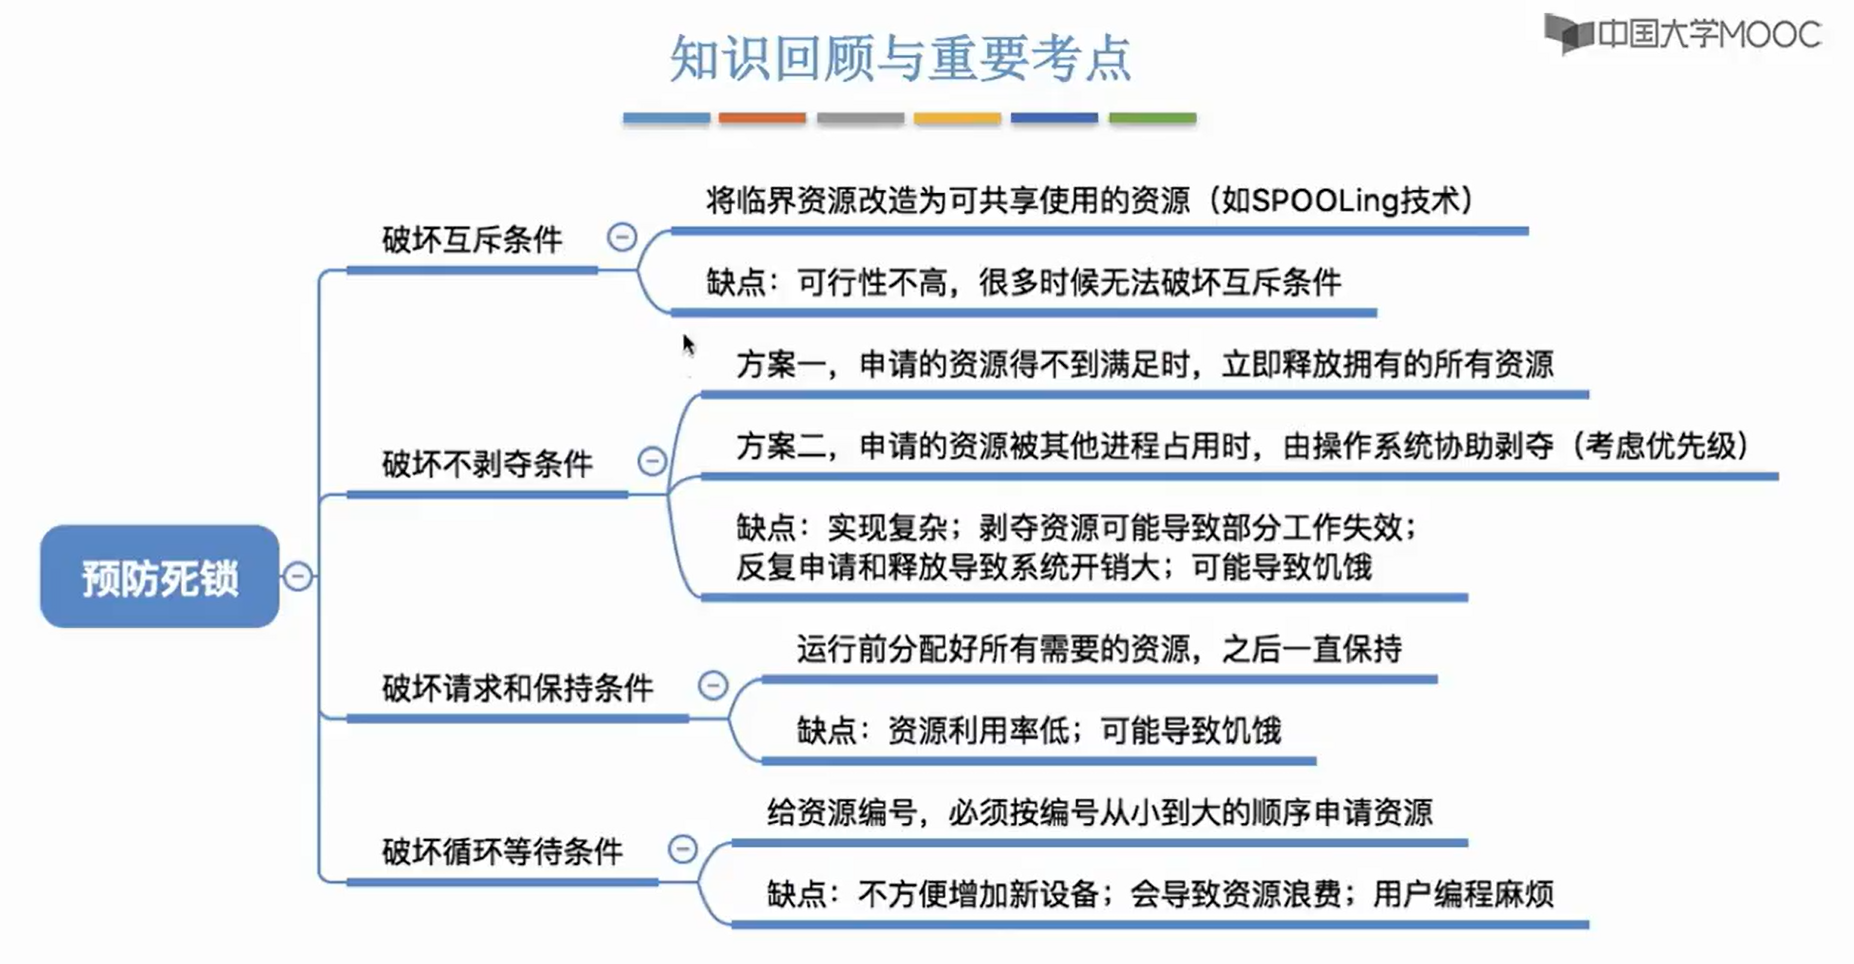 中国大学MOOC
知识回顾与重要考点
预防死锁
破坏互斥条件
将临界资源改造为可共享使用的资源（如SPOOLing技术）
缺点：可行性不高，很多时候无法破坏互斥条件
破坏不剥夺条件
方案一，申请的资源得不到满足时，立即释放拥有的所有资源
方案二，申请的资源被其他进程占用时，由操作系统协助剥夺（考虑优先级）
缺点：实现复杂；剥夺资源可能导致部分工作失效；
反复申请和释放导致系统开销大；可能导致饥饿
破坏请求和保持条件
运行前分配好所有需要的资源，之后一直保持
缺点：资源利用率低；可能导致饥饿
破坏循环等待条件
给资源编号，必须按编号从小到大的顺序申请资源
缺点：不方便增加新设备；会导致资源浪费；用户编程麻烦